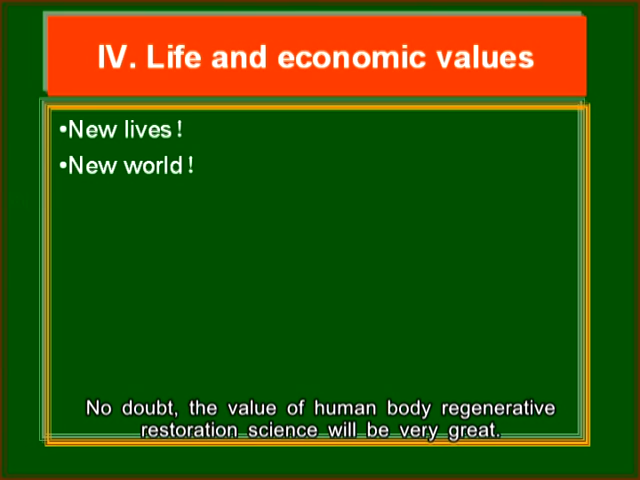 IV. Life and economic values
•New lives！
•New world！
No doubt, the value of human body regenerative
restoration science will be very great.